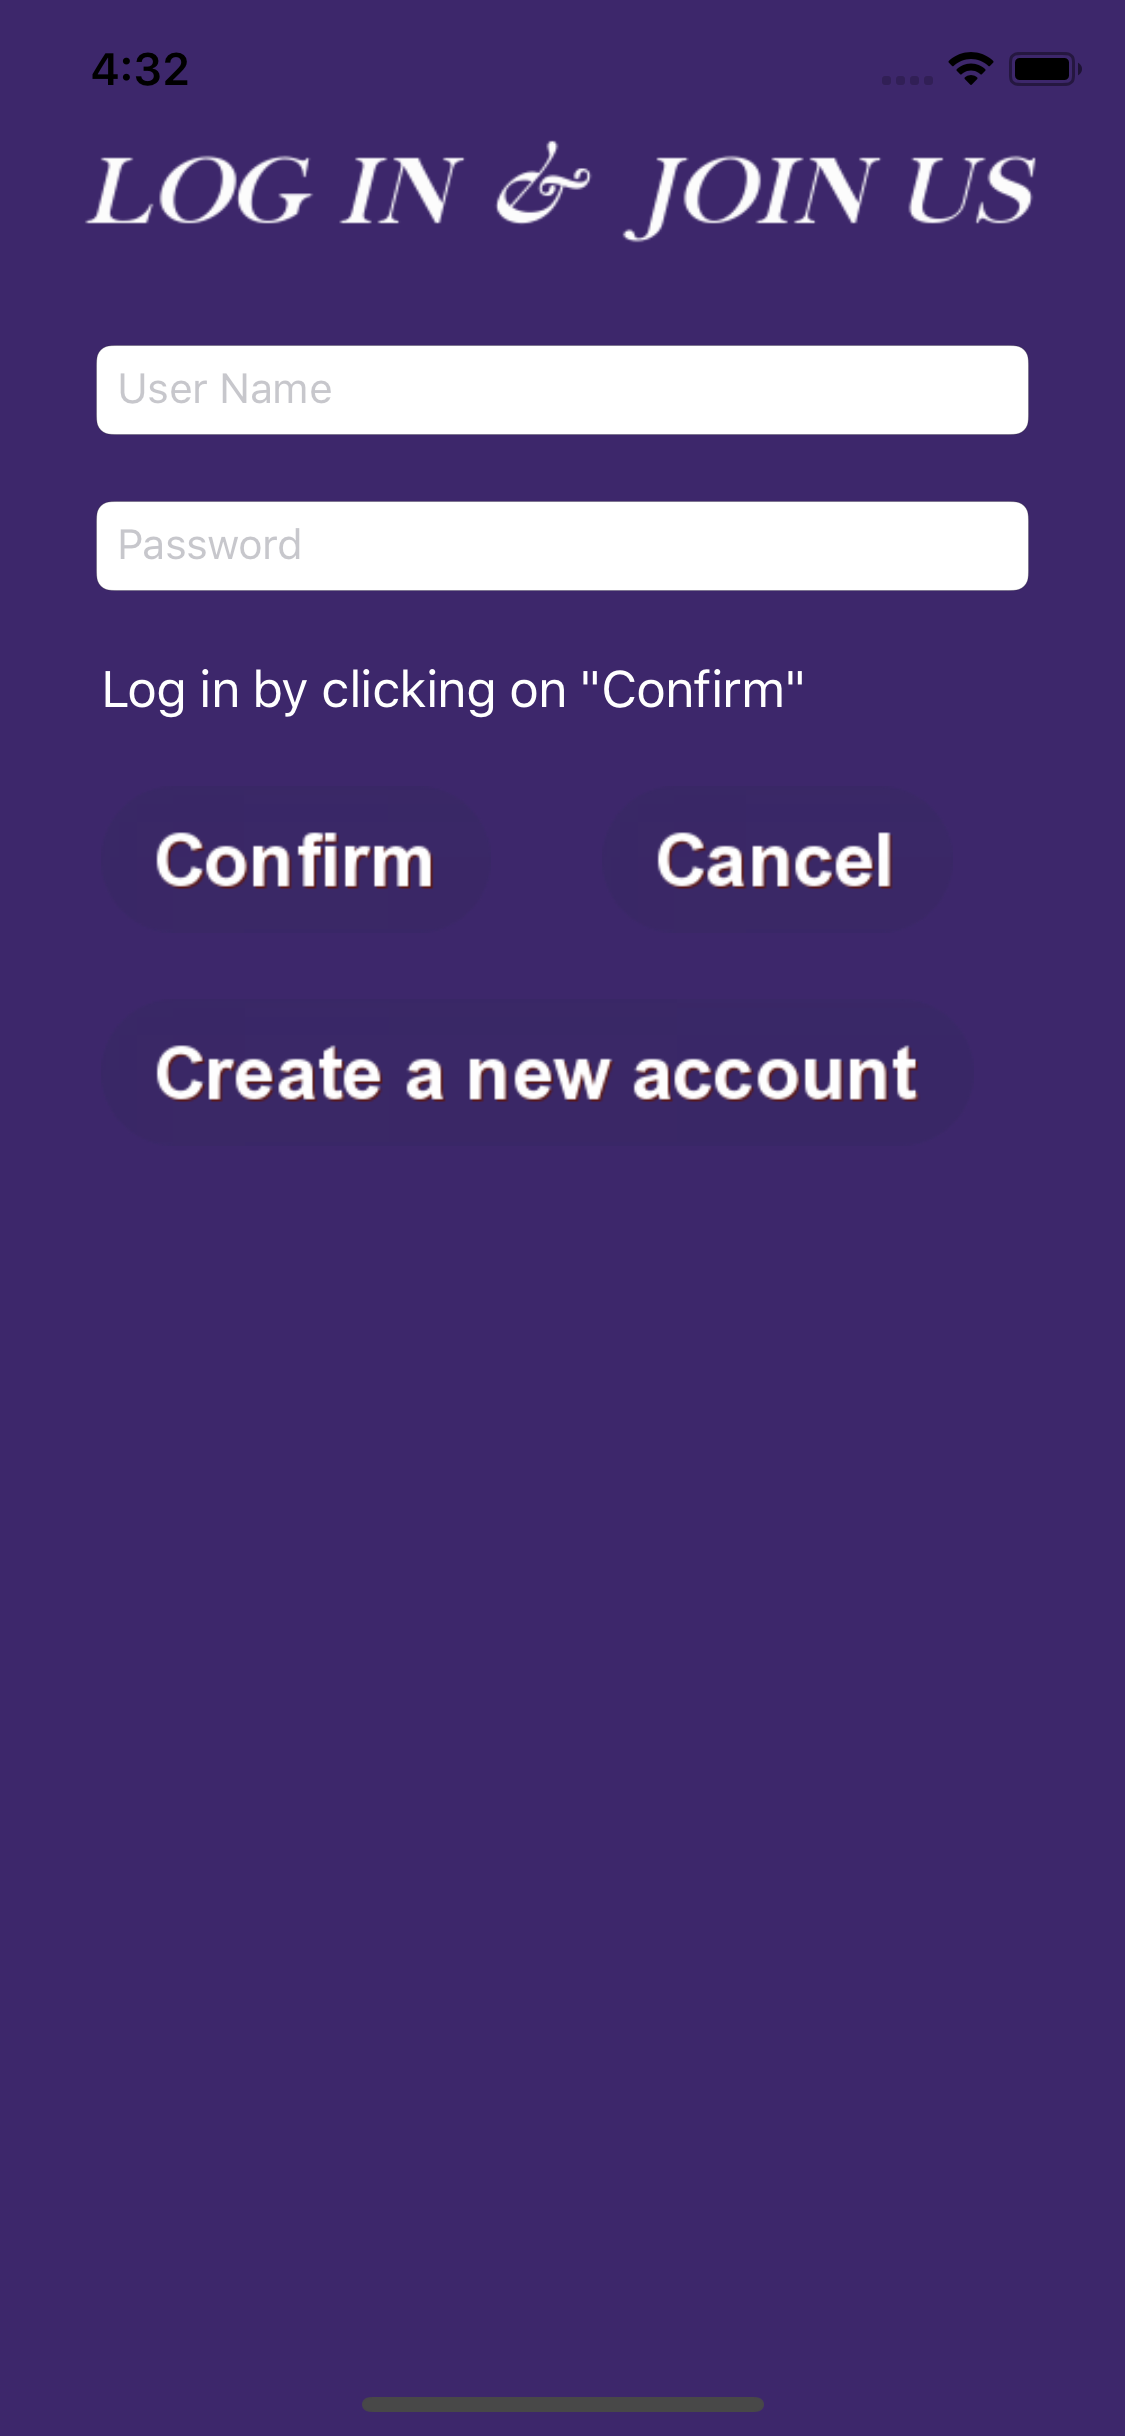 4:32
LOG IN & JOIN US
User Name
Password
Log in by clicking on "Confirm"
Confirm Cancel
Create a new account